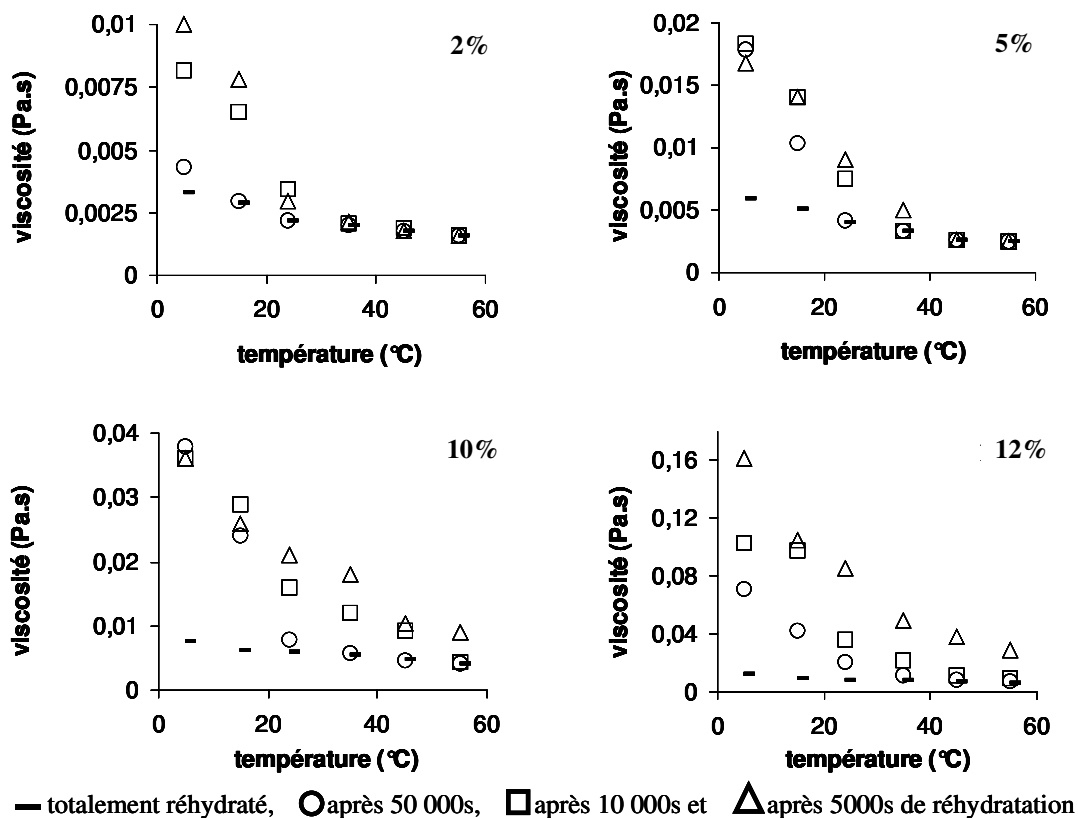 2%
viscosité (Pa.s)
0,01
0,0075
0,005
0,0025
0
0 20 40 60
température (°C)
5%
viscosité (Pa.s)
0,02
0,015
0,01
0,005
0
0 20 40 60
température (°C)
10%
viscosité (Pa.s)
0,04
0,03
0,02
0,01
0
0 20 40 60
température (°C)
12%
viscosité (Pa.s)
0,16
0,12
0,08
0,04
0
0 20 40 60
température (°C)
totalement réhydraté, après 50 000s, après 10 000s et après 5000s de réhydratation